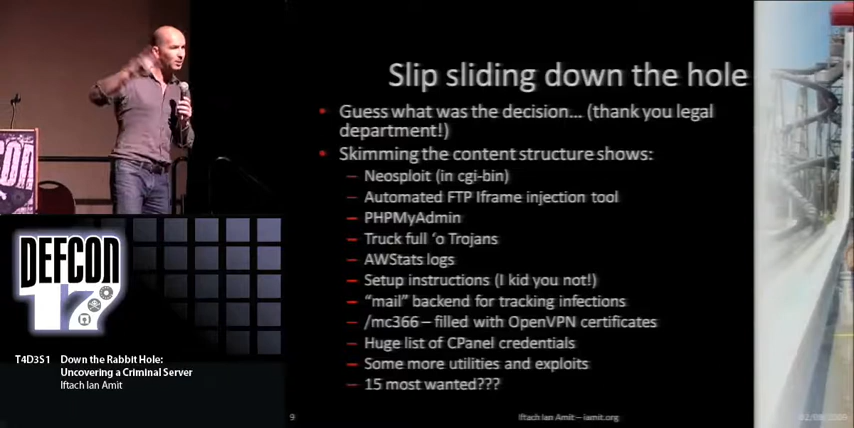 Slip sliding down the hole
Guess what was the decision... (thank you legal
department!)
Skimming the content structure shows:
– Neosploit (in cgi-bin)
– Automated FTP Iframe injection tool
– PHPMyAdmin
– Truck full ‘o Trojans
– AWStats logs
– Setup instructions (I kid you not!)
– “mail” backend for tracking infections
– /mc366 – filled with OpenVPN certificates
– Huge list of CPanel credentials
– Some more utilities and exploits
– 15 most wanted???
9
Iftach Ian Amit – iamit.org
DEFCON
17
T4D3S1 Down the Rabbit Hole:
Uncovering a Criminal Server
Iftach Ian Amit